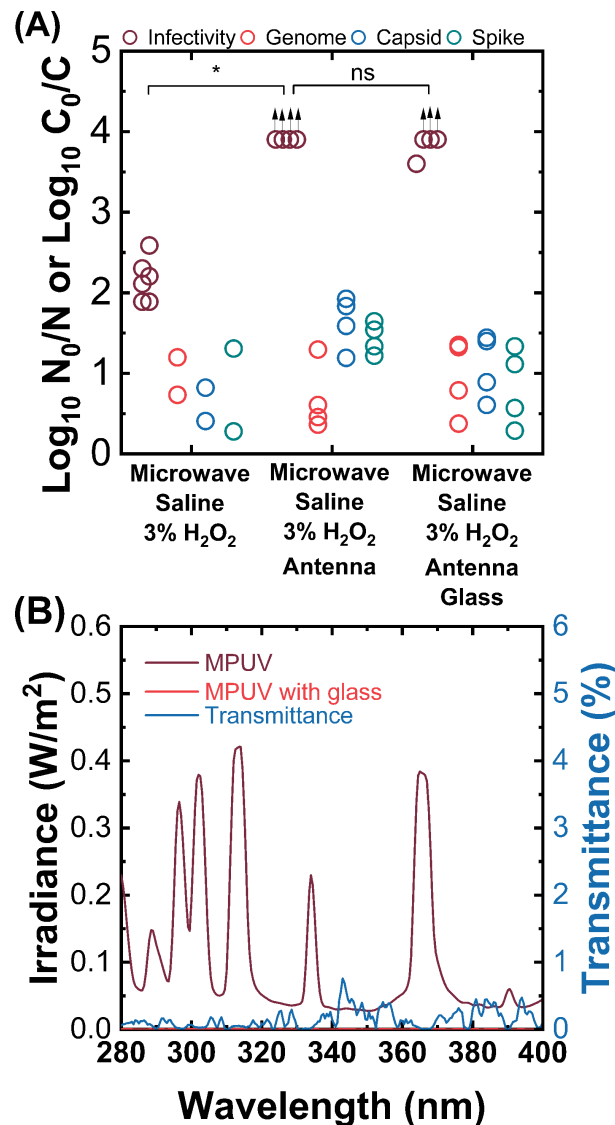 (A)
Infectivity Genome Capsid Spike
Log₁₀ N₀/N or Log₁₀ C₀/C
5
4
3
2
1
0
*
ns
Microwave
Saline
3% H₂O₂
Microwave
Saline
3% H₂O₂
Antenna
Microwave
Saline
3% H₂O₂
Antenna
Glass
(B)
Irradiance (W/m²)
0.6
0.5
0.4
0.3
0.2
0.1
0.0
MPUV
MPUV with glass
Transmittance
6
5
4
3
2
1
0
Transmittance (%)
280 300 320 340 360 380 400
Wavelength (nm)